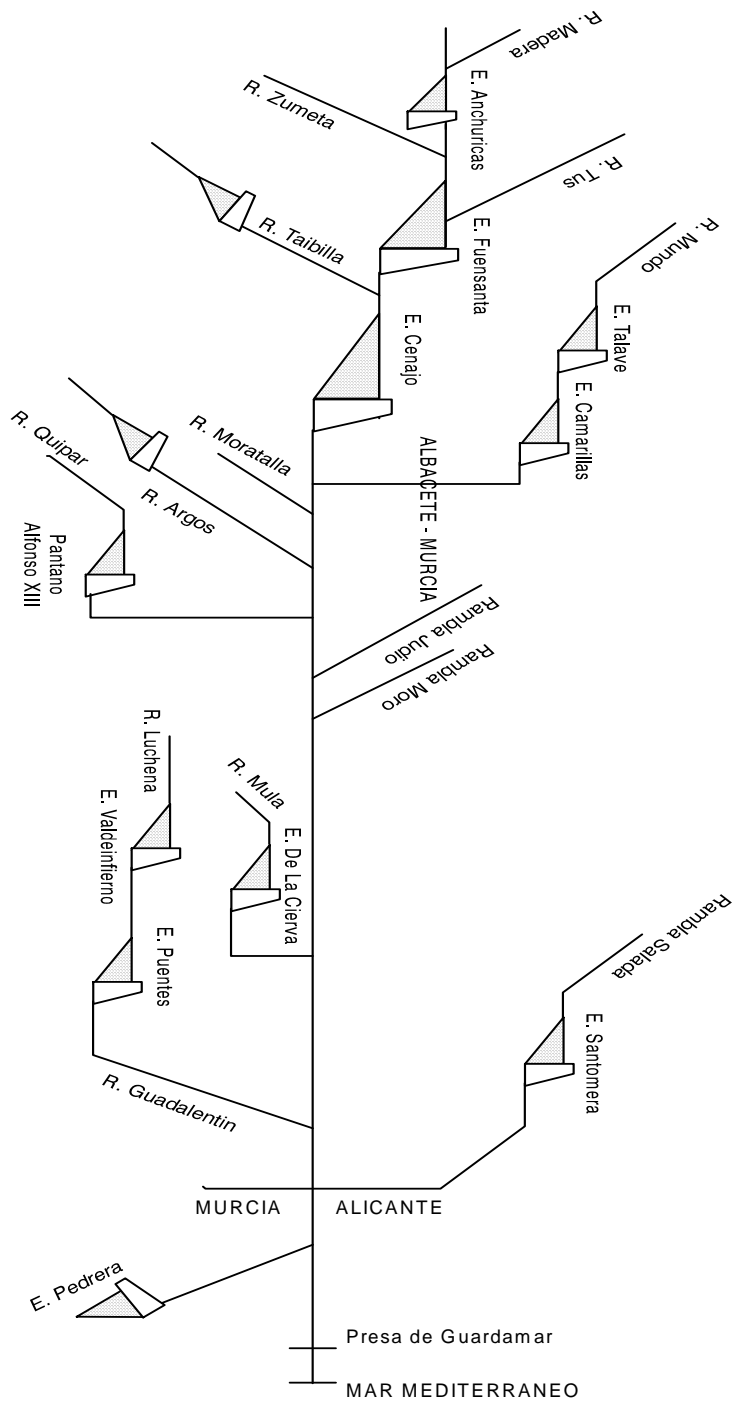 R. Madera
E. Anchuricas
R. Zumeta
R. Tus
R. Taibilla
E. Fuensanta
R. Mundo
E. Talave
E. Cenajo
E. Camarillas
R. Quipar
R. Moratalla
R. Argos
ALBACETE - MURCIA
Pantano
Alfonso XIII
Rambla Judio
Rambla Moro
R. Luchena
R. Mula
E. Valdeinfierno
E. De La Cierva
E. Puentes
Rambla Salada
E. Santomera
R. Guadalentin
MURCIA
ALICANTE
E. Pedrera
Presa de Guardamar
MAR MEDITERRANEO